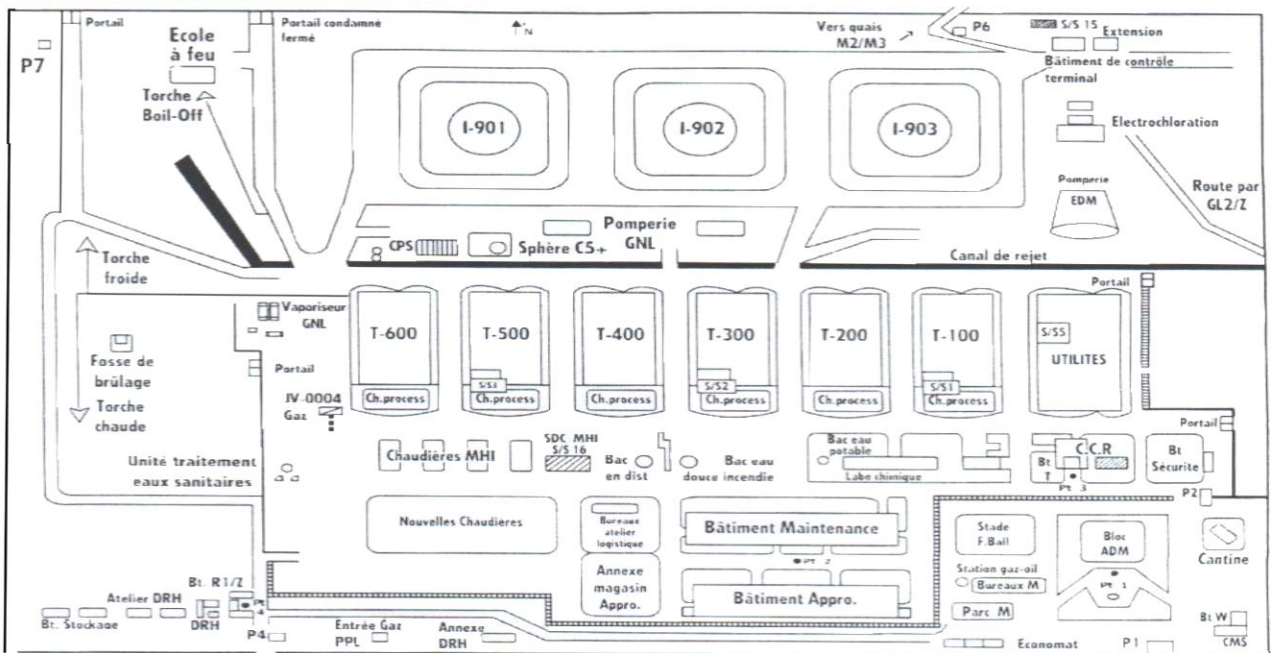 Portail
Portail condamné
fermé
N
Vers quais
M2/M3
P6
S/S 15
Extension
Bâtiment de contrôle
terminal
P7
Ecole
à feu
Torche
Boil-Off
I-901
I-902
I-903
Electrochloration
Pomperie
EDM
Route par
GL2/Z
CPS
Sphère C5+
Pomperie
GNL
Canal de rejet
Torche
froide
Portail
Vaporiseur
GNL
T-600
T-500
T-400
T-300
T-200
T-100
S/S5
UTILITES
Fosse de
brûlage
Portail
S/S3
S/S2
S/S1
Ch.process
Ch.process
Ch.process
Ch.process
Ch.process
Ch.process
Torche
chaude
JV-0004
Gaz
Portail
Unité traitement
eaux sanitaires
Chaudières MHI
SDC MHI
S/S 16
Bac
en dist
Bac eau
douce incendie
Bac eau
potable
Labo chimique
C.C.R
Bt
T
Pt 3
Bt
Sécurite
P2
Nouvelles Chaudieres
Bureaux
atelier
logistique
Bâtiment Maintenance
Pt 2
Stade
F.Ball
Bloc
ADM
Pt 1
Cantine
Annexe
magasin
Appro.
Bâtiment Appro.
Station gaz-oil
Bureaux M
Parc M
Bt. R1/Z
Atelier DRH
Pt
4
Bt. Stockage
DRH
P4
Entrée Gaz
PPL
Annexe
DRH
Economat
P1
Bt W
CMS